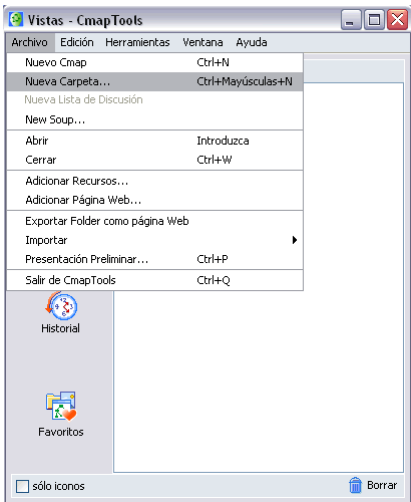 Vistas - CmapTools
Archivo Edición Herramientas Ventana Ayuda
Nuevo Cmap Ctrl+N
Nueva Carpeta... Ctrl+Mayúsculas+N
Nueva Lista de Discusión
New Soup...
Abrir Introduzca
Cerrar Ctrl+W
Adicionar Recursos...
Adicionar Página Web...
Exportar Folder como página Web
Importar
Presentación Preliminar... Ctrl+P
Salir de CmapTools Ctrl+Q
Historial
Favoritos
sólo iconos Borrar